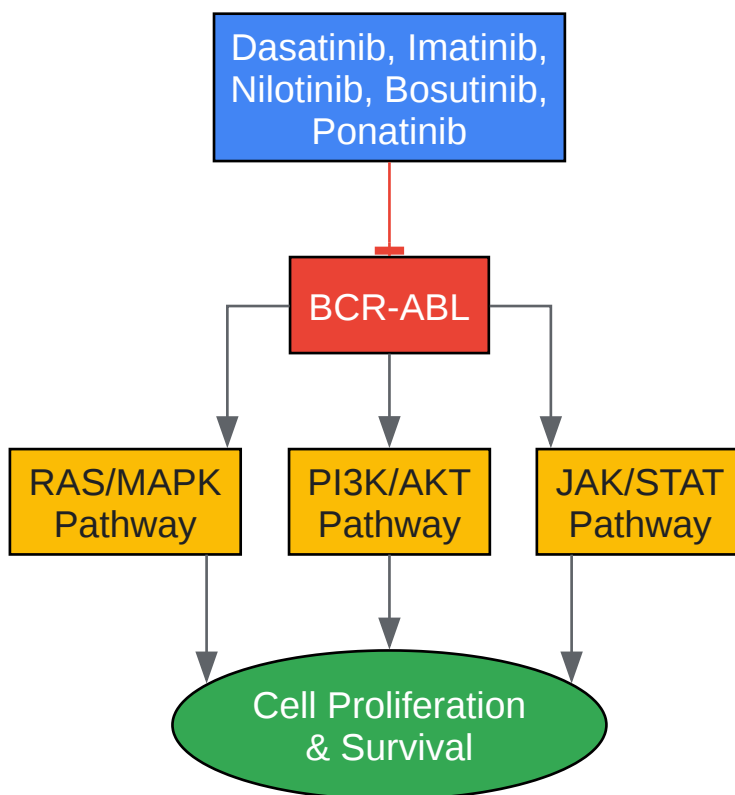 Dasatinib, Imatinib,
Nilotinib, Bosutinib,
Ponatinib
BCR-ABL
RAS/MAPK
Pathway
PI3K/AKT
Pathway
JAK/STAT
Pathway
Cell Proliferation
& Survival